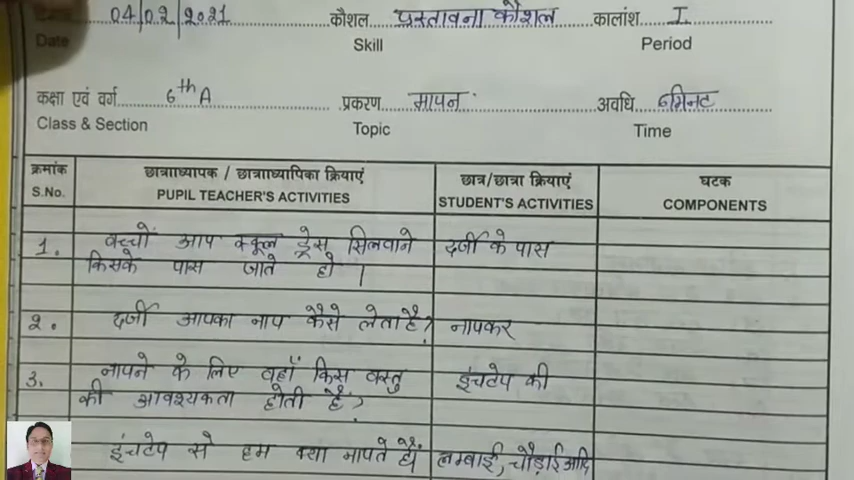 04/02/2021 कौशल प्रस्तावना कौशल कालांश I
Date Skill Period
कक्षा एवं वर्ग 6th A प्रकरण मापन अवधि 6मिनट
Class & Section Topic Time
क्रमांक छात्राध्यापक / छात्राध्यापिका क्रियाएं छात्र/छात्रा क्रियाएं घटक
S.No. PUPIL TEACHER'S ACTIVITIES STUDENT'S ACTIVITIES COMPONENTS
1. बच्चों आप स्कूल ड्रेस सिलवाने दर्जी के पास
किसके पास जाते हो |
2. दर्जी आपका नाप कैसे लेता है? नापकर
3. नापने के लिए वहाँ किस वस्तु इंचटेप की
की आवश्यकता होती है?
इंचटेप से हम क्या मापते हैं लम्बाई, चौड़ाई आदि